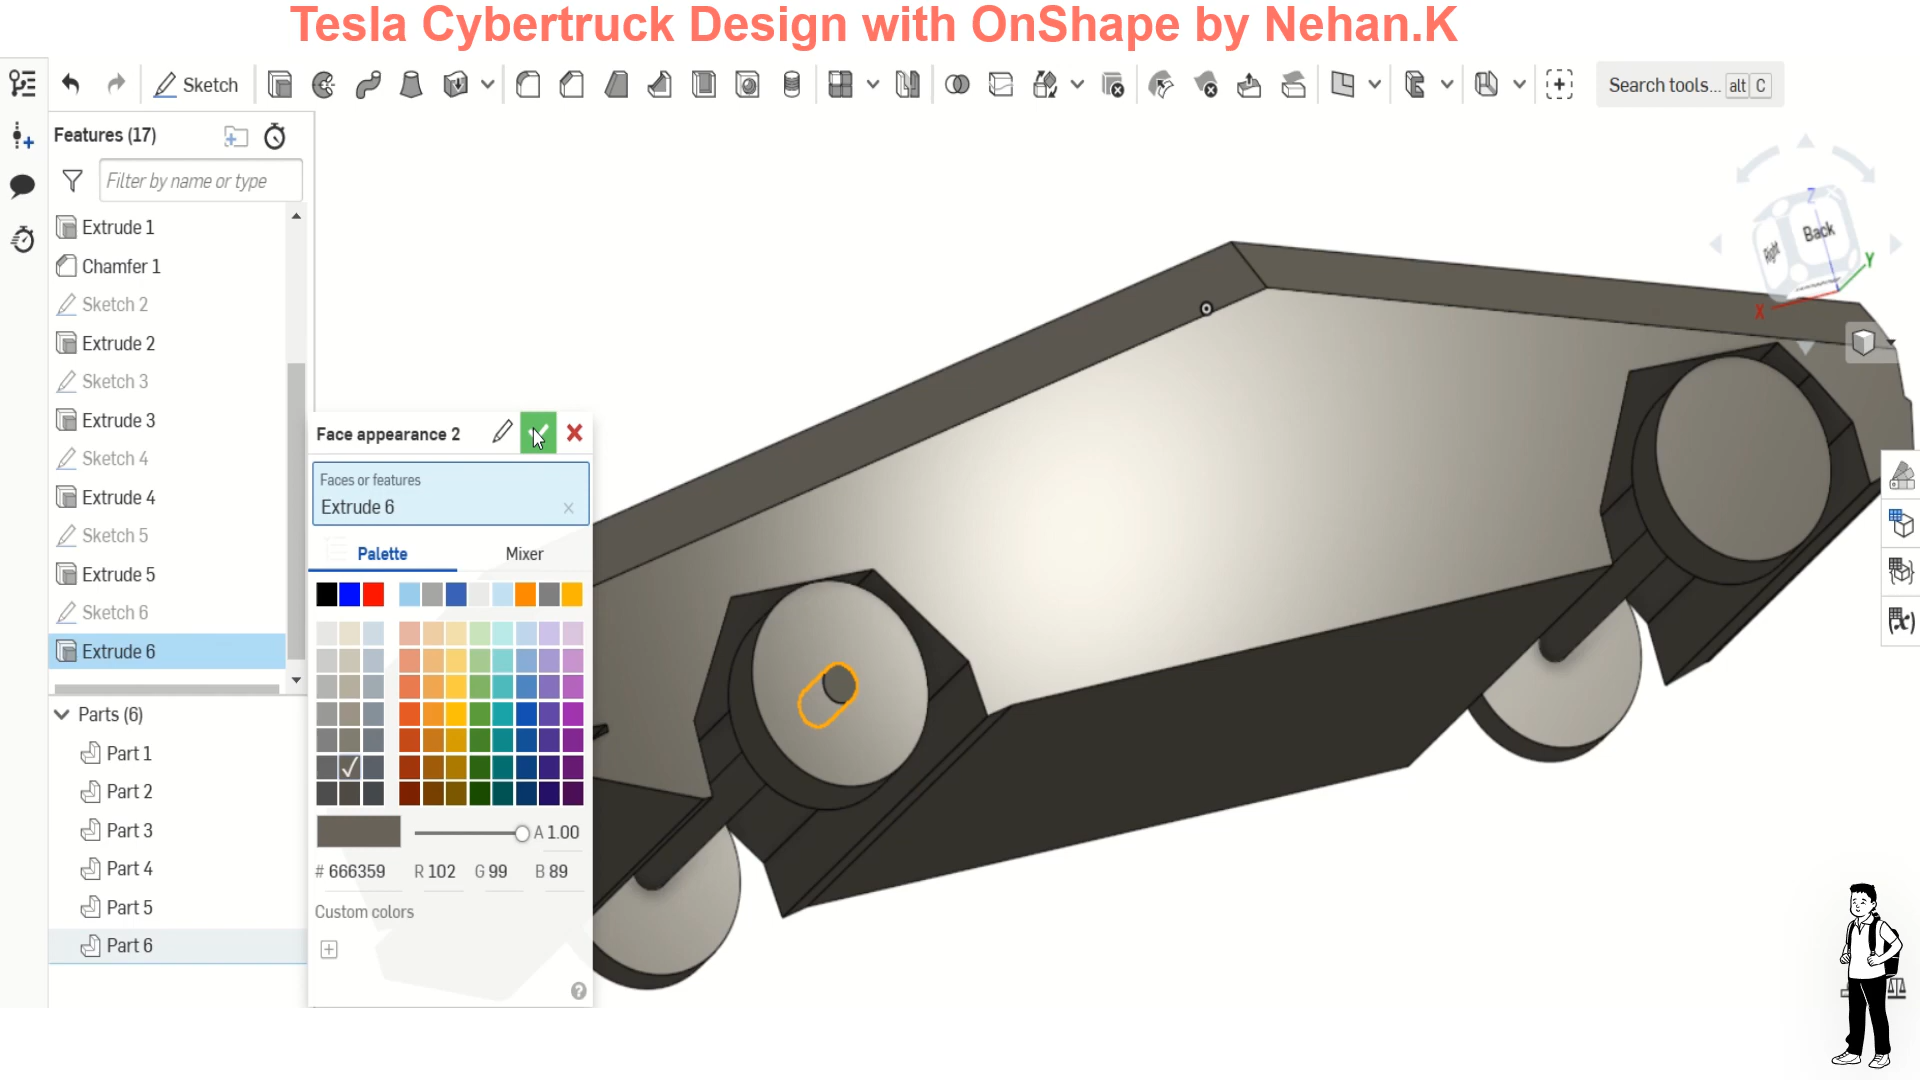 Tesla Cybertruck Design with OnShape by Nehan.K
Sketch
Search tools... alt C
Features (17)
Filter by name or type
Extrude 1
Chamfer 1
Sketch 2
Extrude 2
Sketch 3
Extrude 3
Sketch 4
Extrude 4
Sketch 5
Extrude 5
Sketch 6
Extrude 6
Parts (6)
Part 1
Part 2
Part 3
Part 4
Part 5
Part 6
Face appearance 2
Faces or features
Extrude 6
Palette Mixer
A 1.00
# 666359 R 102 G 99 B 89
Custom colors
Z
Back
Right
Y
X
(x)